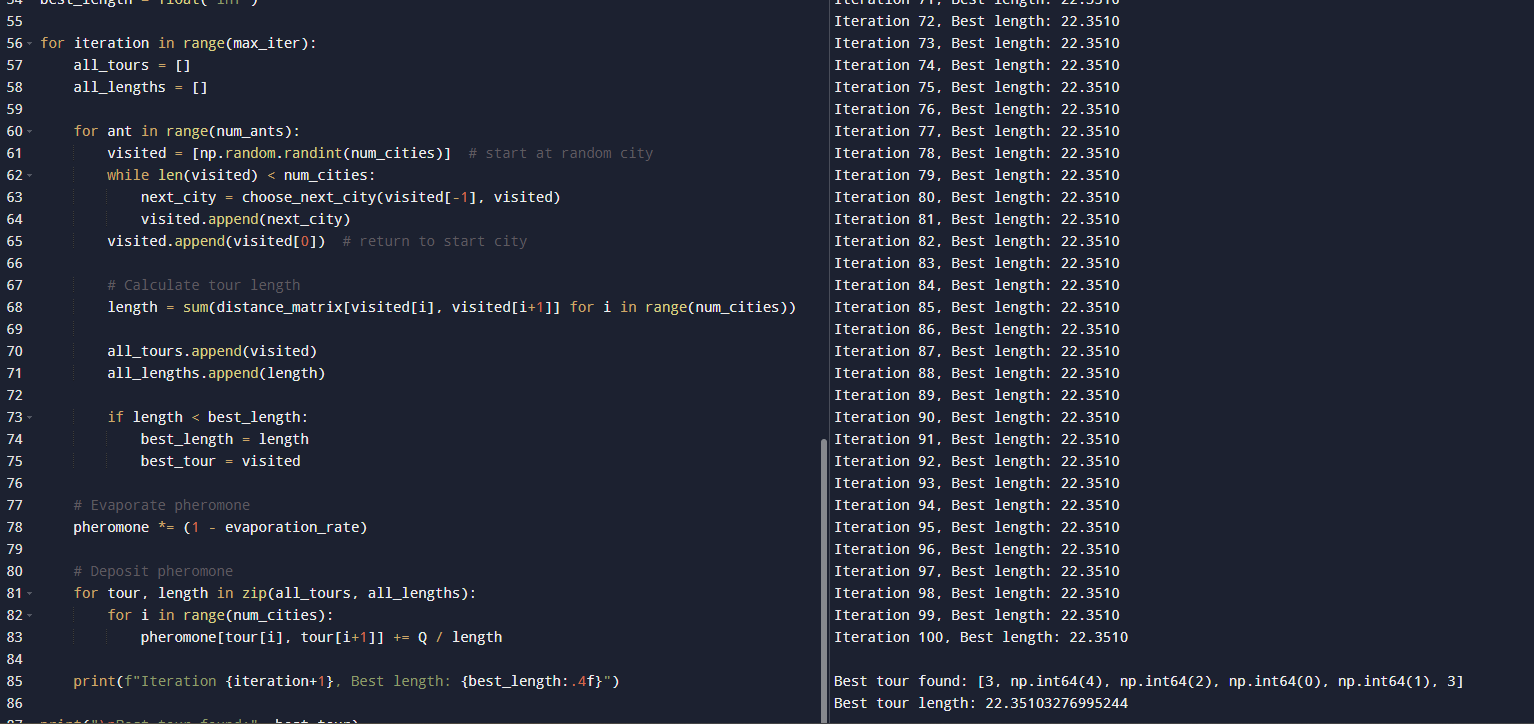 54 best_length = float("inf")
55
56 for iteration in range(max_iter):
57 all_tours = []
58 all_lengths = []
59
60 for ant in range(num_ants):
61 visited = [np.random.randint(num_cities)]  # start at random city
62 while len(visited) < num_cities:
63 next_city = choose_next_city(visited[-1], visited)
64 visited.append(next_city)
65 visited.append(visited[0])  # return to start city
66
67 # Calculate tour length
68 length = sum(distance_matrix[visited[i], visited[i+1]] for i in range(num_cities))
69
70 all_tours.append(visited)
71 all_lengths.append(length)
72
73 if length < best_length:
74 best_length = length
75 best_tour = visited
76
77 # Evaporate pheromone
78 pheromone *= (1 - evaporation_rate)
79
80 # Deposit pheromone
81 for tour, length in zip(all_tours, all_lengths):
82 for i in range(num_cities):
83 pheromone[tour[i], tour[i+1]] += Q / length
84
85 print(f"Iteration {iteration+1}, Best length: {best_length:.4f}")
86
87 print("\nBest tour found:", best_tour)
Iteration 71, Best length: 22.3510
Iteration 72, Best length: 22.3510
Iteration 73, Best length: 22.3510
Iteration 74, Best length: 22.3510
Iteration 75, Best length: 22.3510
Iteration 76, Best length: 22.3510
Iteration 77, Best length: 22.3510
Iteration 78, Best length: 22.3510
Iteration 79, Best length: 22.3510
Iteration 80, Best length: 22.3510
Iteration 81, Best length: 22.3510
Iteration 82, Best length: 22.3510
Iteration 83, Best length: 22.3510
Iteration 84, Best length: 22.3510
Iteration 85, Best length: 22.3510
Iteration 86, Best length: 22.3510
Iteration 87, Best length: 22.3510
Iteration 88, Best length: 22.3510
Iteration 89, Best length: 22.3510
Iteration 90, Best length: 22.3510
Iteration 91, Best length: 22.3510
Iteration 92, Best length: 22.3510
Iteration 93, Best length: 22.3510
Iteration 94, Best length: 22.3510
Iteration 95, Best length: 22.3510
Iteration 96, Best length: 22.3510
Iteration 97, Best length: 22.3510
Iteration 98, Best length: 22.3510
Iteration 99, Best length: 22.3510
Iteration 100, Best length: 22.3510

Best tour found: [3, np.int64(4), np.int64(2), np.int64(0), np.int64(1), 3]
Best tour length: 22.35103276995244